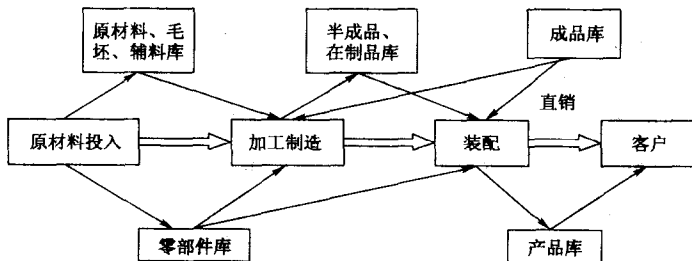 原材料、毛
坯、辅料库
半成品、
在制品库
成品库
直销
原材料投入
加工制造
装配
客户
零部件库
产品库